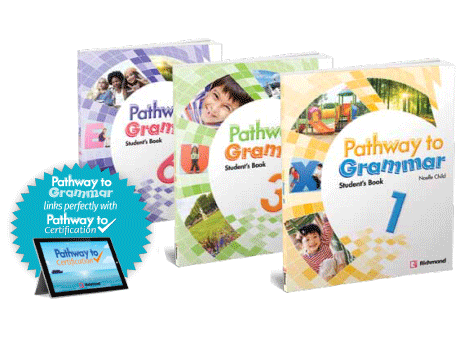 Pathway to
Grammar
Student's Book
6
Pathway to
Grammar
Student's Book
3
Pathway to
Grammar
Noelle Child
Student's Book
1
Richmond
Pathway to
Grammar
links perfectly with
Pathway to
Certification
Pathway to
Certification